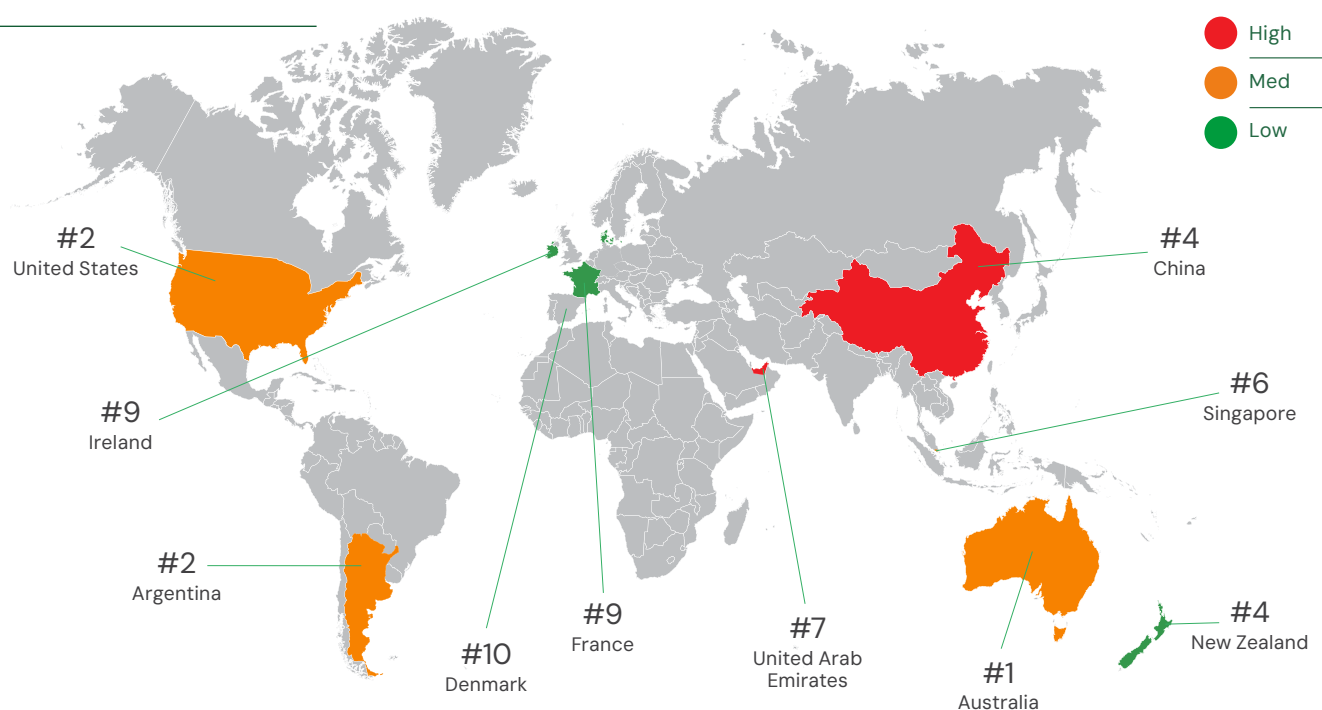 High
Med
Low
#2
United States
#4
China
#6
Singapore
#9
Ireland
#2
Argentina
#9
France
#7
United Arab
Emirates
#4
New Zealand
#10
Denmark
#1
Australia